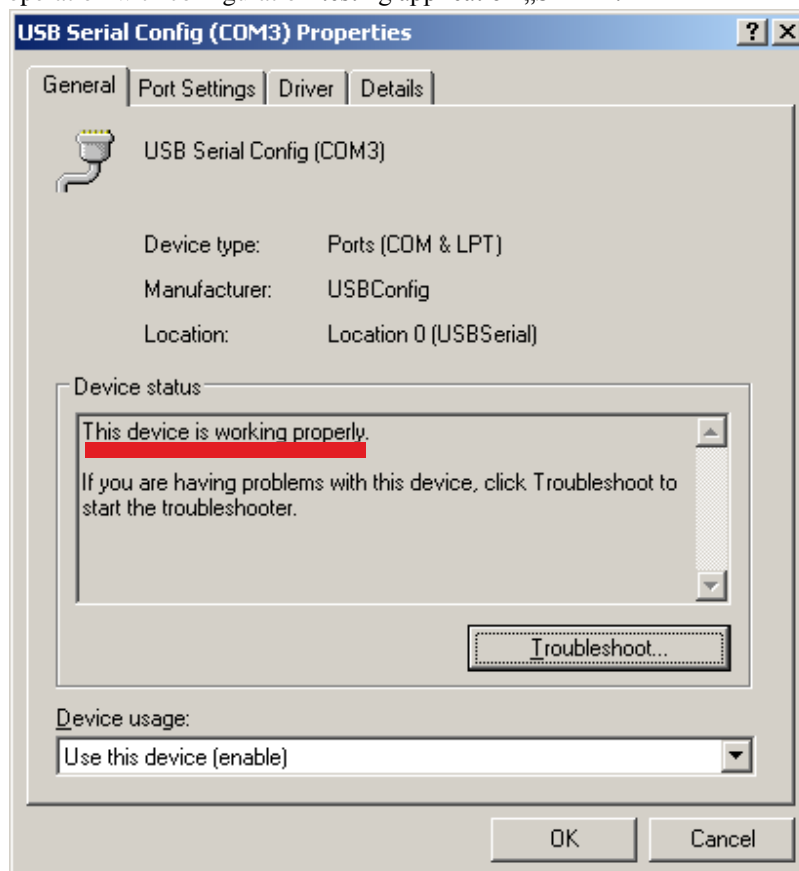 USB Serial Config (COM3) Properties
General Port Settings Driver Details
USB Serial Config (COM3)
Device type: Ports (COM & LPT)
Manufacturer: USBConfig
Location: Location 0 (USBSerial)
Device status
This device is working properly.
If you are having problems with this device, click Troubleshoot to
start the troubleshooter.
Troubleshoot...
Device usage:
Use this device (enable)
OK Cancel